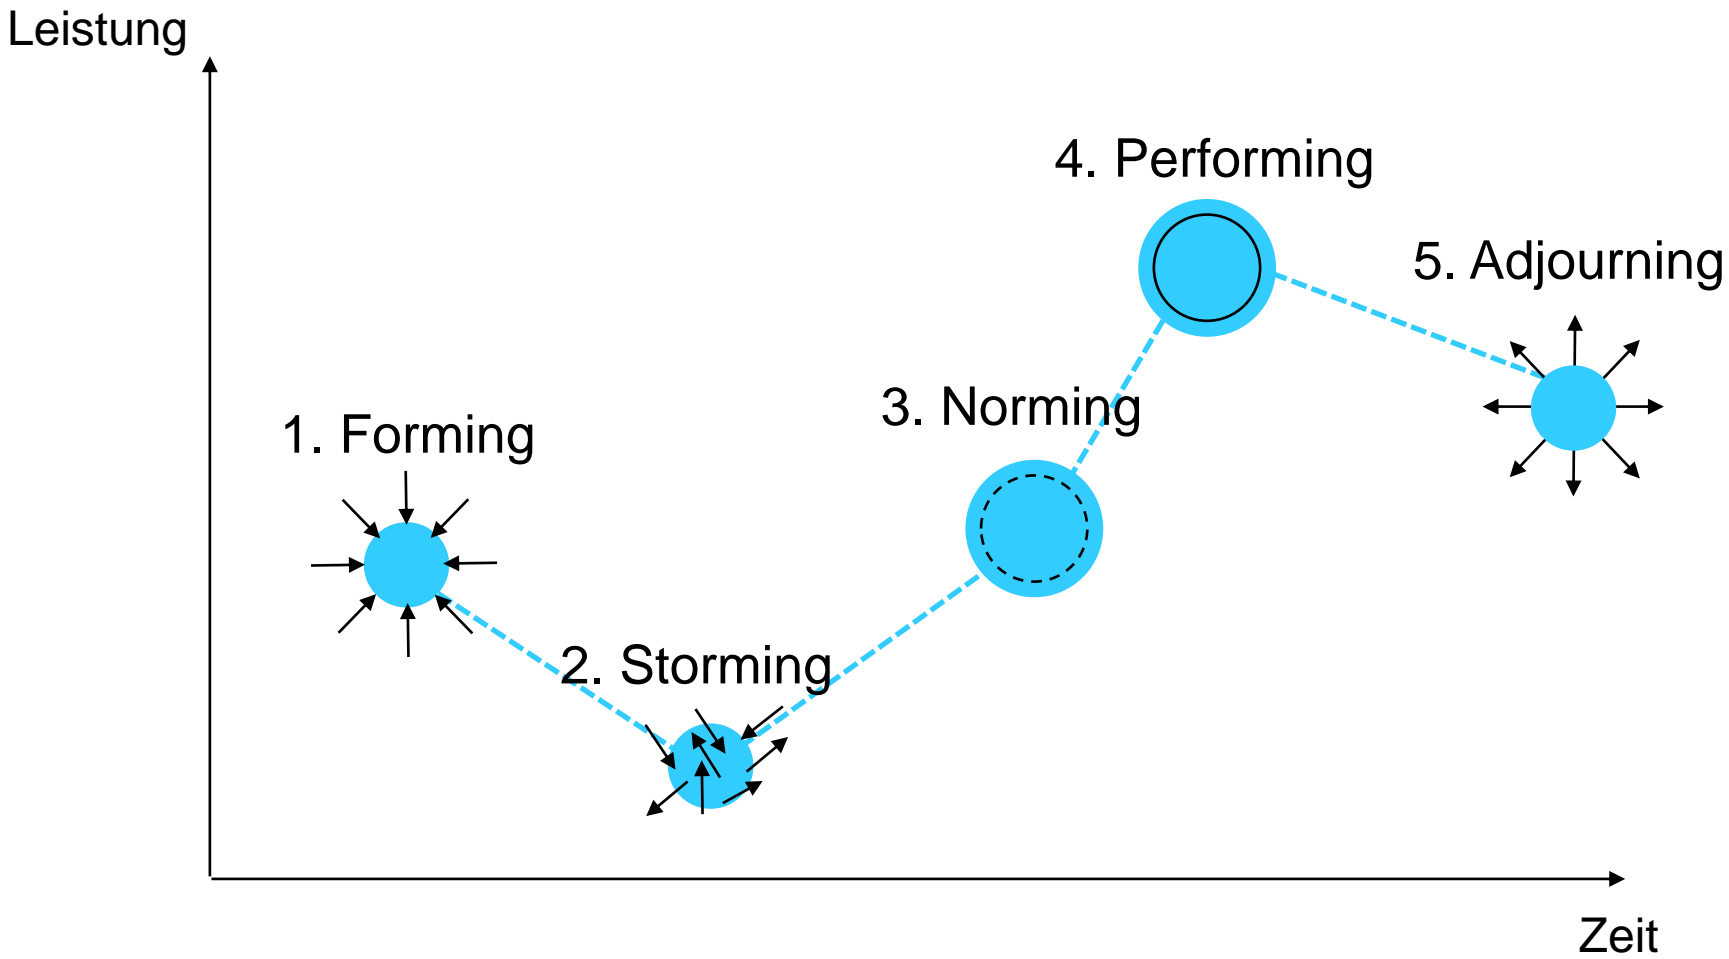 Leistung
4. Performing
5. Adjourning
3. Norming
1. Forming
2. Storming
Zeit